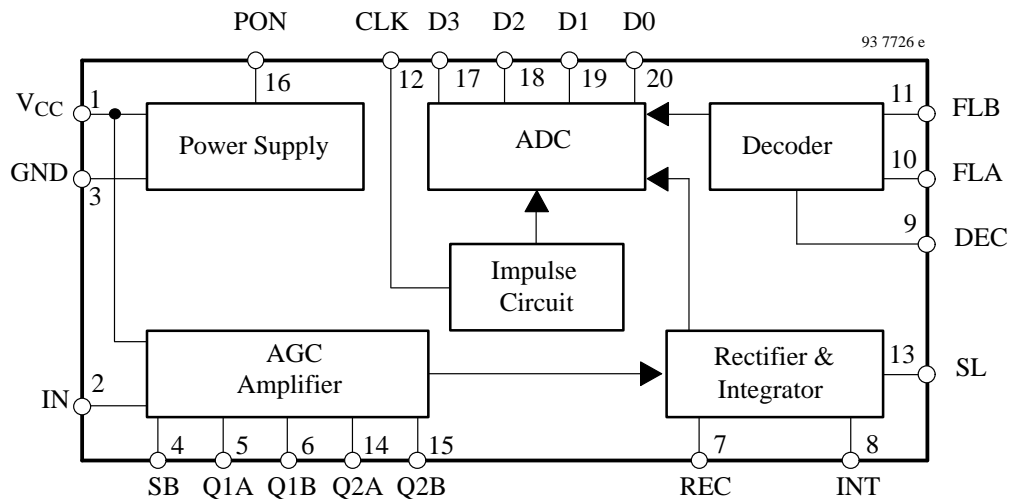 PON CLK D3 D2 D1 D0
93 7726 e
16 12 17 18 19 20
VCC 1
11 FLB
Power Supply
ADC
Decoder
GND 3
10 FLA
9 DEC
Impulse
Circuit
AGC
Amplifier
Rectifier &
Integrator
13 SL
IN 2
4 5 6 14 15 7 8
SB Q1A Q1B Q2A Q2B REC INT